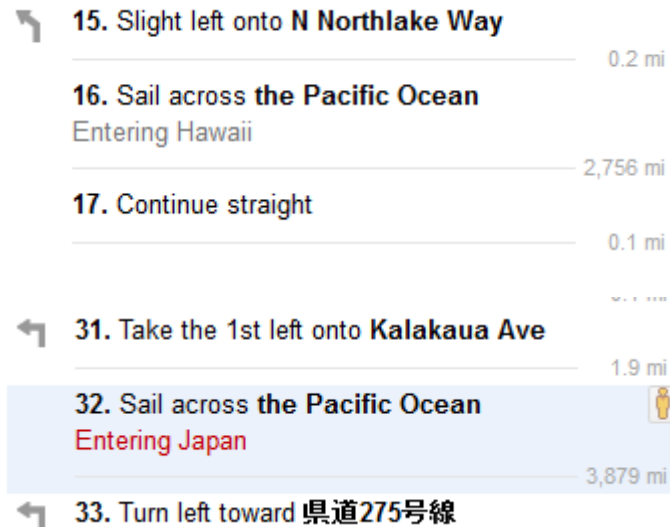 15. Slight left onto N Northlake Way
0.2 mi
16. Sail across the Pacific Ocean
Entering Hawaii
2,756 mi
17. Continue straight
0.1 mi
31. Take the 1st left onto Kalakaua Ave
1.9 mi
32. Sail across the Pacific Ocean
Entering Japan
3,879 mi
33. Turn left toward 県道275号線